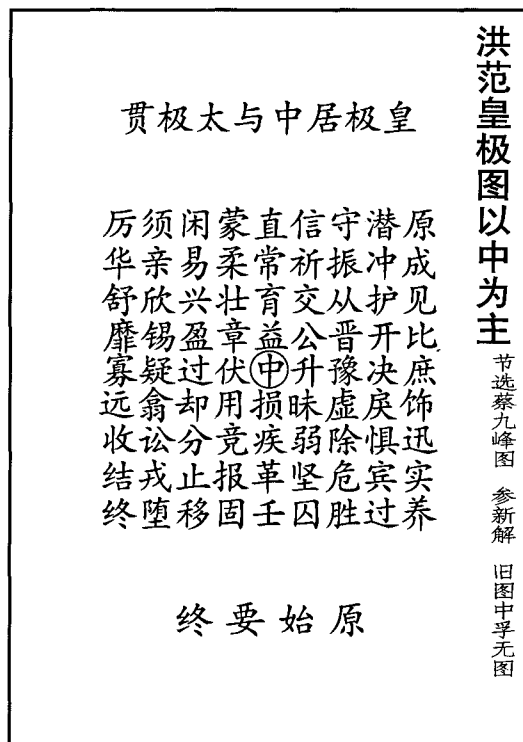 洪范皇极图以中为主
节选蔡九峰图 参新解 旧图中孚无图
皇极居中与太极贯
原潜守信直蒙闲须厉
成冲振祈常柔易亲华
见护从交育壮兴欣舒
比开晋公益章盈锡靡
庶决豫升中伏过疑寡
饰戾虚昧损用却翕远
迅惧除弱疾竞分讼收
实宾危坚革报止戎结
养过胜囚壬固移堕终
原始要终